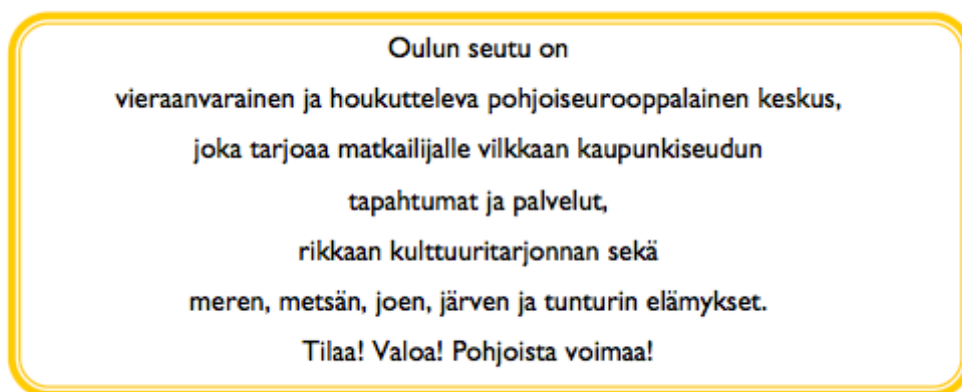 Oulun seutu on
vieraanvarainen ja houkutteleva pohjoiseurooppalainen keskus,
joka tarjoaa matkailijalle vilkkaan kaupunkiseudun
tapahtumat ja palvelut,
rikkaan kulttuuritarjonnan sekä
meren, metsän, joen, järven ja tunturin elämykset.
Tilaa! Valoa! Pohjoista voimaa!